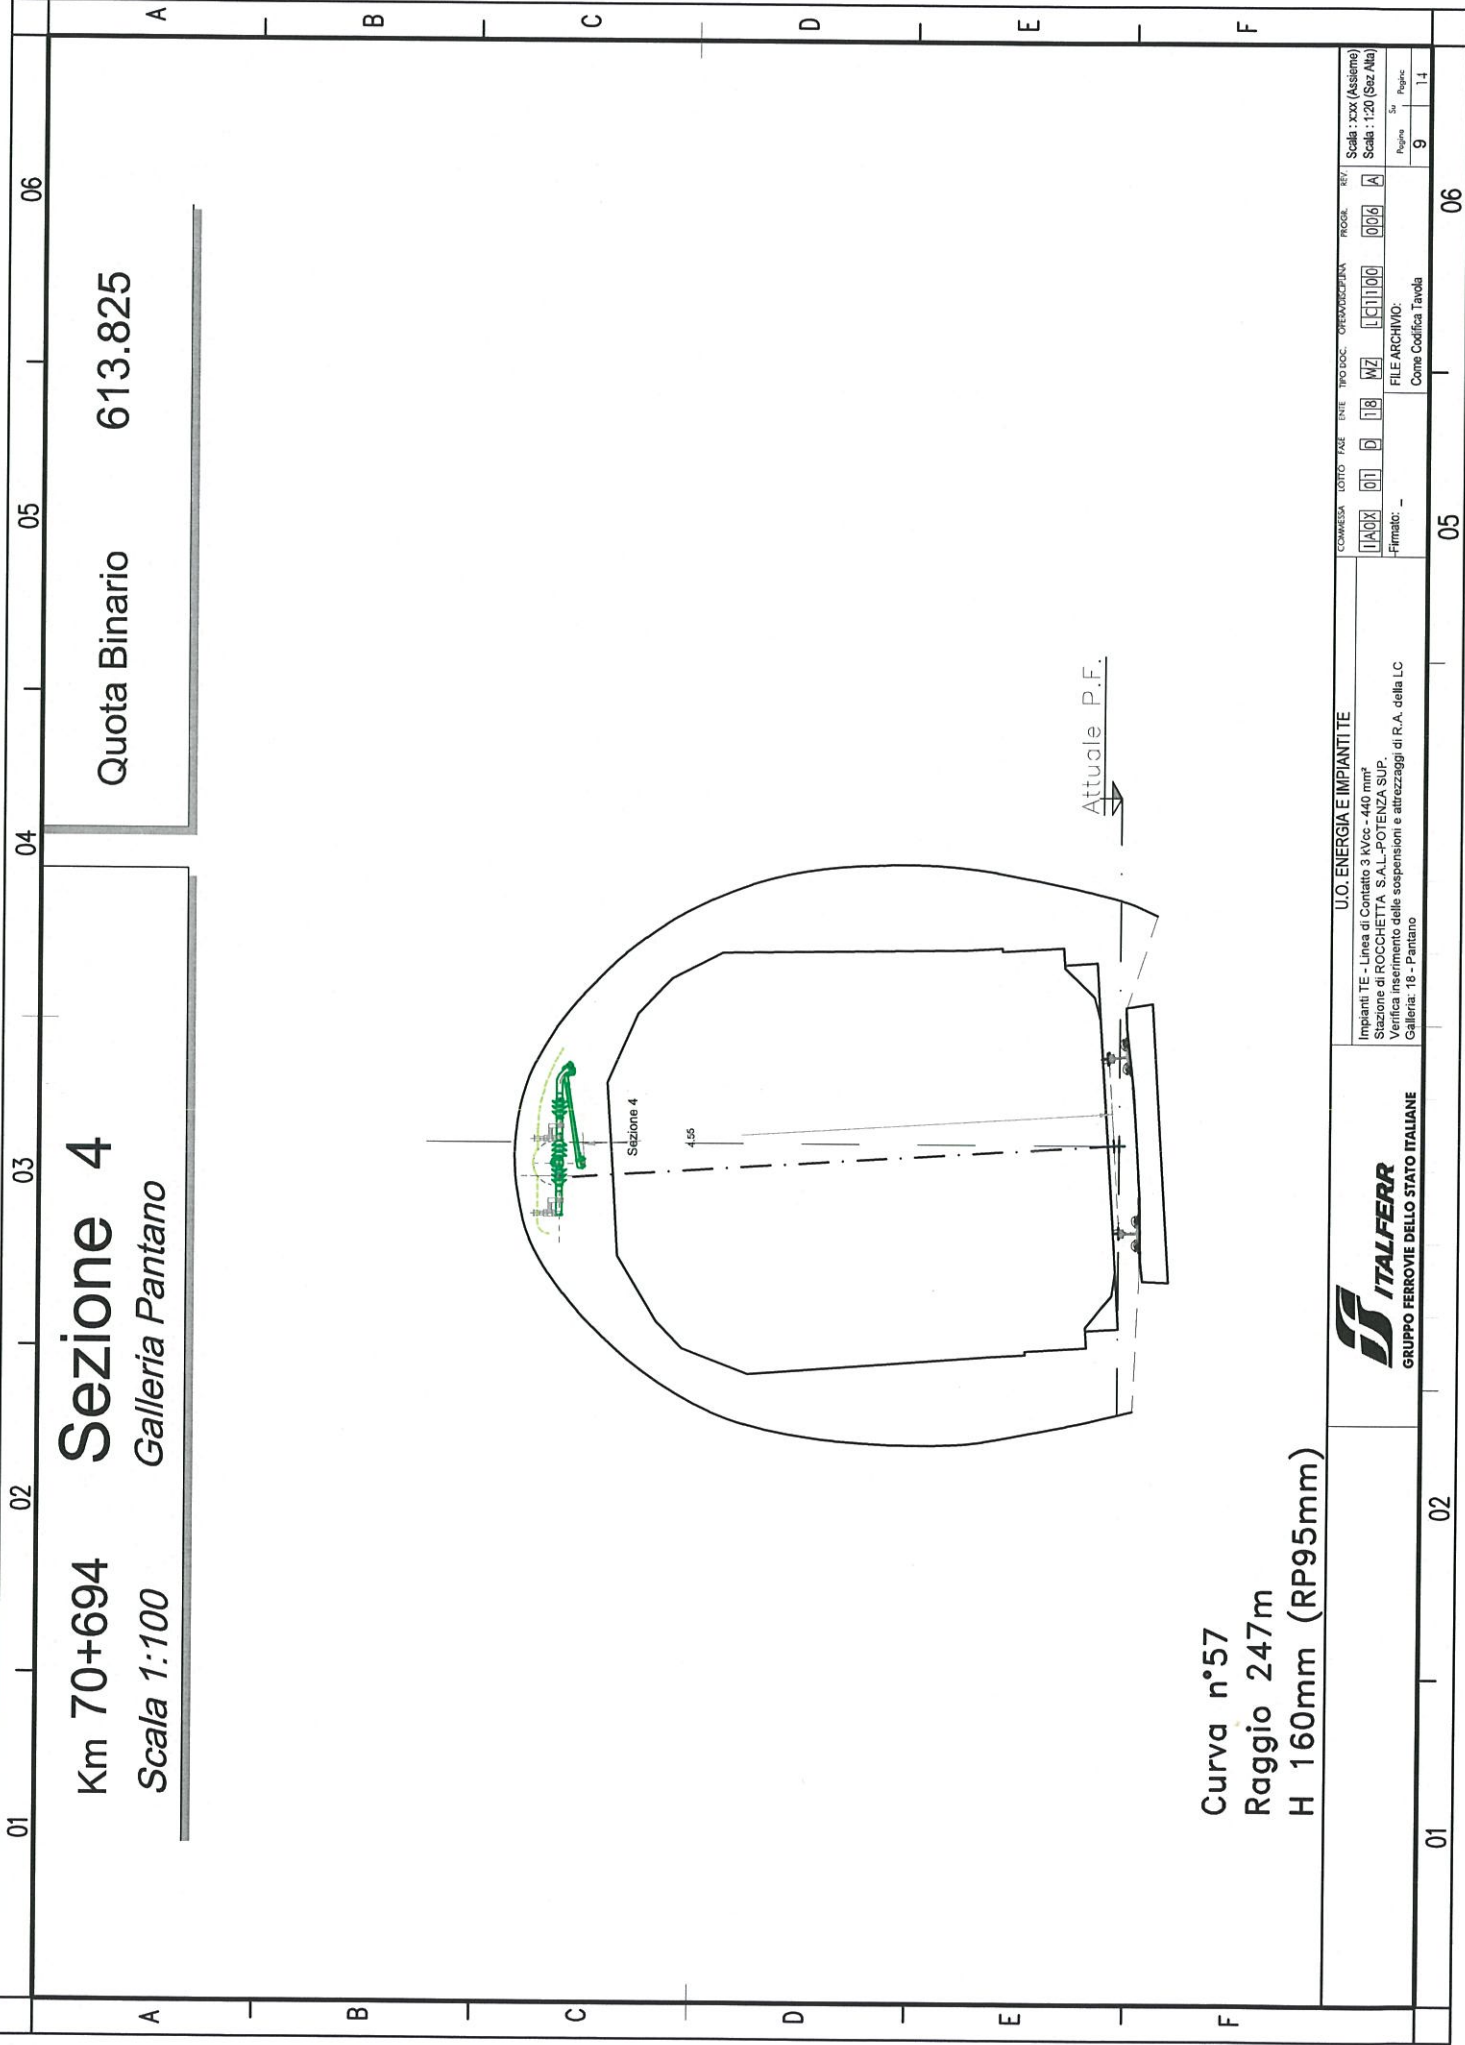 01 02 03 04 05 06
A
B
C
D
E
F
A
B
C
D
E
F
Km 70+694 Sezione 4
Scala 1:100 Galleria Pantano
Quota Binario 613.825
Sezione 4
4.55
Attuale P.F.
Curva n°57
Raggio 247m
H 160mm (RP95mm)
ITALFERR
GRUPPO FERROVIE DELLO STATO ITALIANE
U.O. ENERGIA E IMPIANTI TE
Impianti TE - Linea di Contatto 3 kVcc - 440 mm²
Stazione di ROCCHETTA S.A.L.-POTENZA SUP.
Verifica inserimento delle sospensioni e attrezzaggi di R.A. della LC
Galleria: 18 - Pantano
COMMESSA LOTTO FASE ENTE TIPO DOC. OPERA/DISCIPLINA PROGR. REV.
IA0X 01 D 18 WZ LC1100 006 A
Scala : xxx (Assieme)
Scala : 1:20 (Sez Alta)
Firmato: _
FILE ARCHIVIO:
Come Codifica Tavola
Pagina Su Pagine
9 14
01 02 05 06